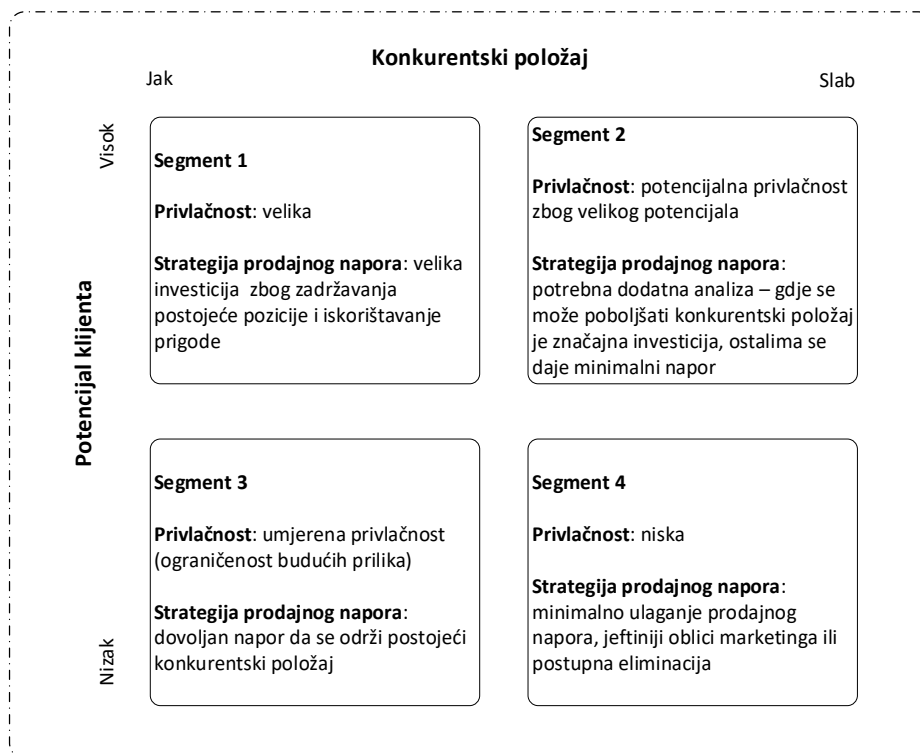 Konkurentski položaj
Jak
Slab
Visok
Potencijal klijenta
Nizak
Segment 1
Privlačnost: velika
Strategija prodajnog napora: velika
investicija  zbog zadržavanja
postojeće pozicije i iskorištavanje
prigode
Segment 2
Privlačnost: potencijalna privlačnost
zbog velikog potencijala
Strategija prodajnog napora:
potrebna dodatna analiza – gdje se
može poboljšati konkurentski položaj
je značajna investicija, ostalima se
daje minimalni napor
Segment 3
Privlačnost: umjerena privlačnost
(ograničenost budućih prilika)
Strategija prodajnog napora:
dovoljan napor da se održi postojeći
konkurentski položaj
Segment 4
Privlačnost: niska
Strategija prodajnog napora:
minimalno ulaganje prodajnog
napora, jeftiniji oblici marketinga ili
postupna eliminacija